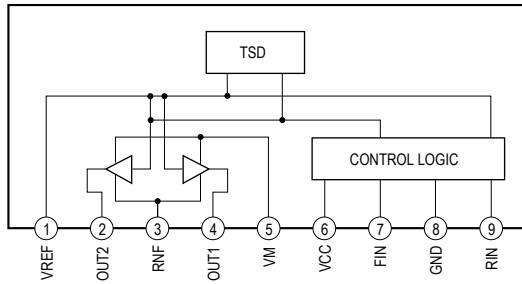 TSD
CONTROL LOGIC
1 2 3 4 5 6 7 8 9
VREF OUT2 RNF OUT1 VM VCC FIN GND RIN